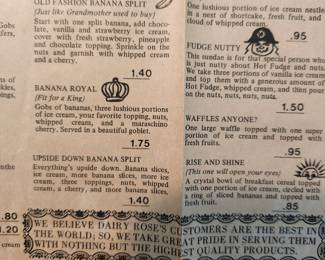 OLD FASHION BANANA SPLIT
(Just like Grandmother used to buy)
Start with one split banana, add choco-
late, vanilla and strawberry ice cream,
cover with fresh strawberry, pineapple
and chocolate topping. Sprinkle on the
nuts and garnish with whipped cream
and a cherry.
1.40
BANANA ROYAL
(Fit for a King)
Gobs of bananas, three lushious portions
of ice cream, your favorite topping, nuts,
whipped cream, and a maraschino
cherry. Served in a beautiful goblet.
1.75
UPSIDE DOWN BANANA SPLIT
Everything's upside down. Bananas, slices,
ice cream, more bananas slices, more ice
cream, three toppings, nuts, whipped
cream, a cherry, and more bananas slices!
1.40
One lushious portion of ice cream nestled
in a nest of shortcake, fresh fruit, and a
cloud of whipped cream.
.95
FUDGE NUTTY
This sundae is for that special person who
is just nutty about Hot Fudge and Nuts.
We take three portions of vanilla ice cream
and top them with a generous amount of
Hot Fudge, whipped cream, and then pour
on the nuts, nuts, nuts, nuts.
1.50
WAFFLES ANYONE?
One large waffle topped with one super
portion of ice cream and topped with
fresh fruit.
.95
RISE AND SHINE
(This one will open your eyes)
A crystal bowl of breakfast cereal topped
with one portion of ice cream, circled with
a ring of sliced bananas and topped with
fresh fruit.
.85
.80
1.20
cream
WE BELIEVE DAIRY ROSE'S CUSTOMERS ARE THE BEST IN
THE WORLD; SO, WE TAKE GREAT PRIDE IN SERVING THEM
WITH NOTHING BUT THE HIGHEST QUALITY PRODUCTS.